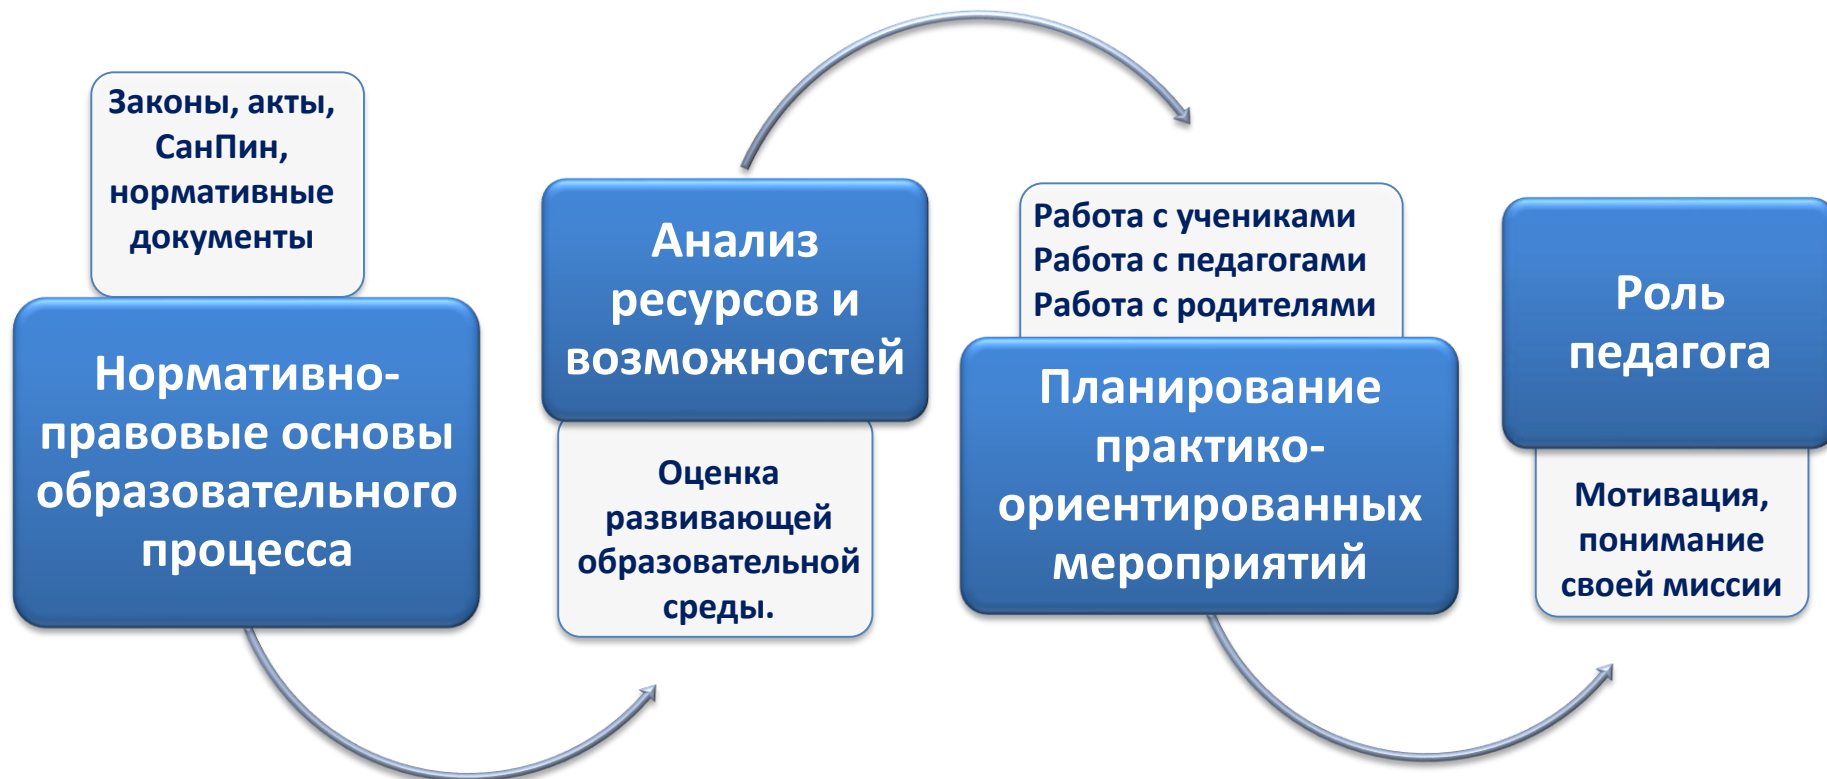 Законы, акты,
СанПин,
нормативные
документы
Нормативно-
правовые основы
образовательного
процесса
Анализ
ресурсов и
возможностей
Оценка
развивающей
образовательной
среды.
Работа с учениками
Работа с педагогами
Работа с родителями
Планирование
практико-
ориентированных
мероприятий
Роль
педагога
Мотивация,
понимание
своей миссии